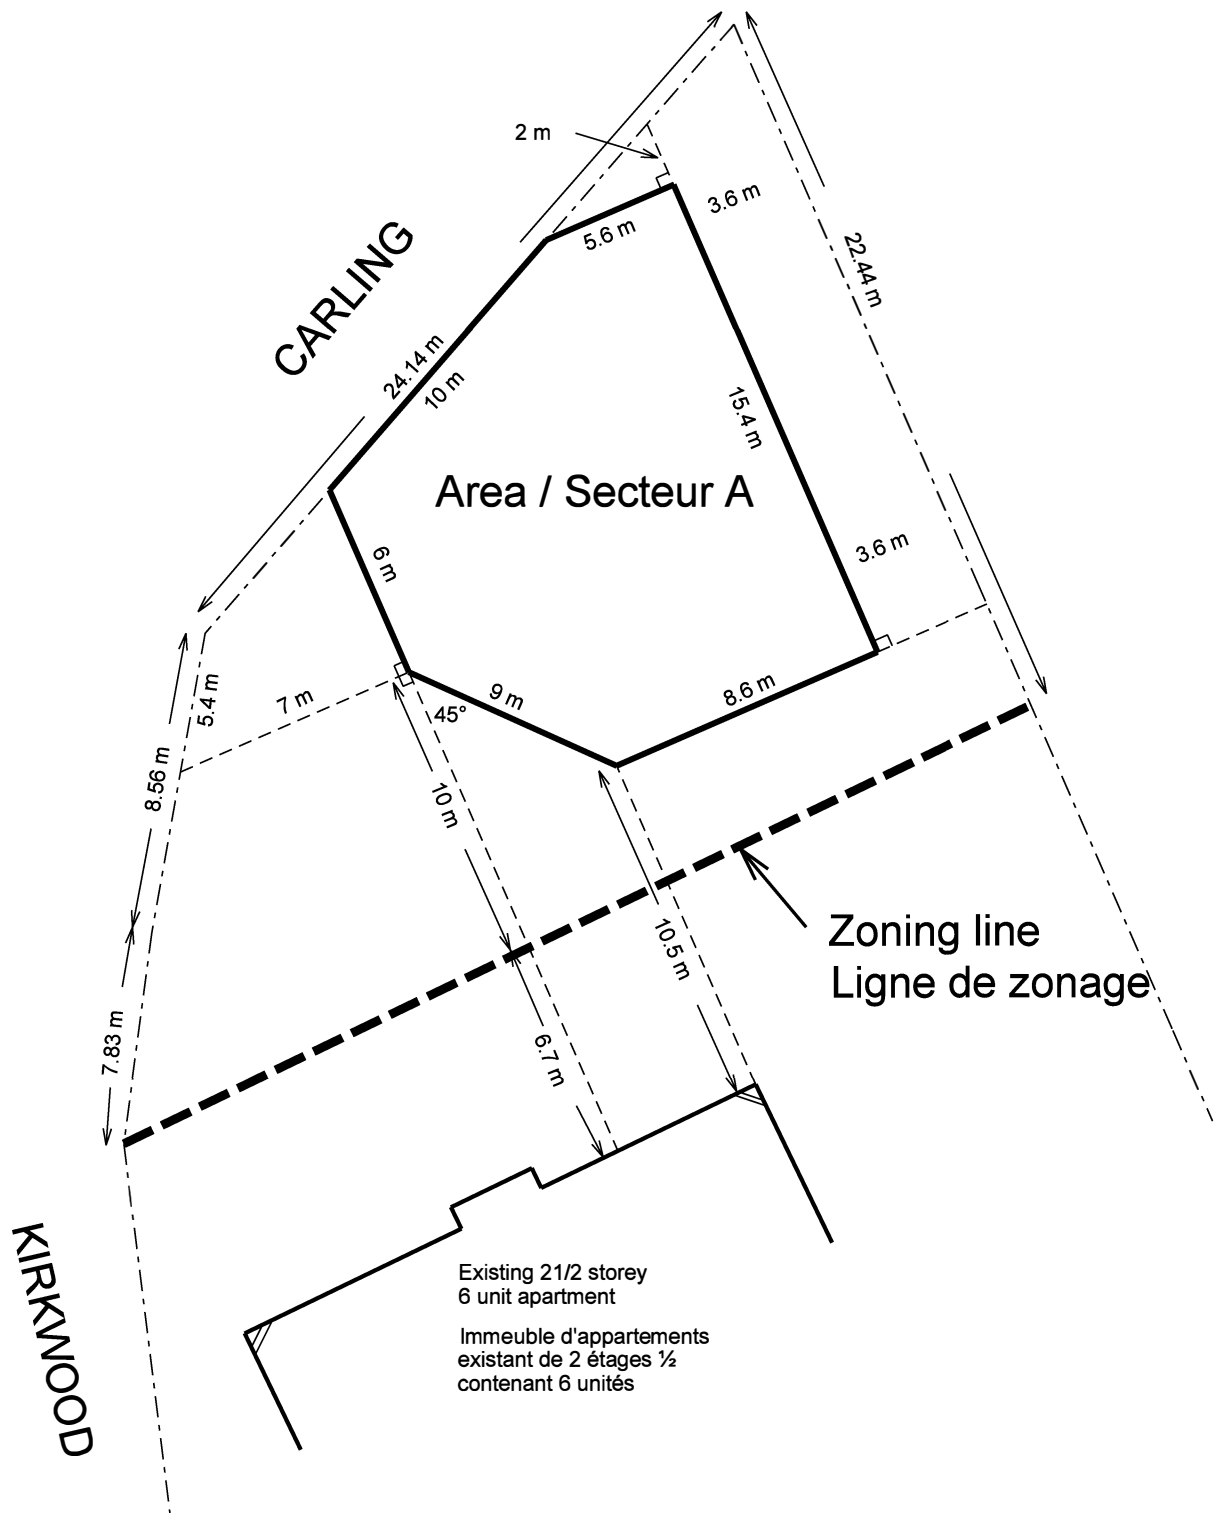 2 m
3.6 m
5.6 m
22.44 m
CARLING
24.14 m
10 m
15.4 m
Area / Secteur A
3.6 m
6 m
5.4 m
7 m
9 m
8.6 m
45°
8.56 m
10 m
10.5 m
Zoning line
Ligne de zonage
7.83 m
6.7 m
KIRKWOOD
Existing 21/2 storey
6 unit apartment
Immeuble d'appartements
existant de 2 étages ½
contenant 6 unités